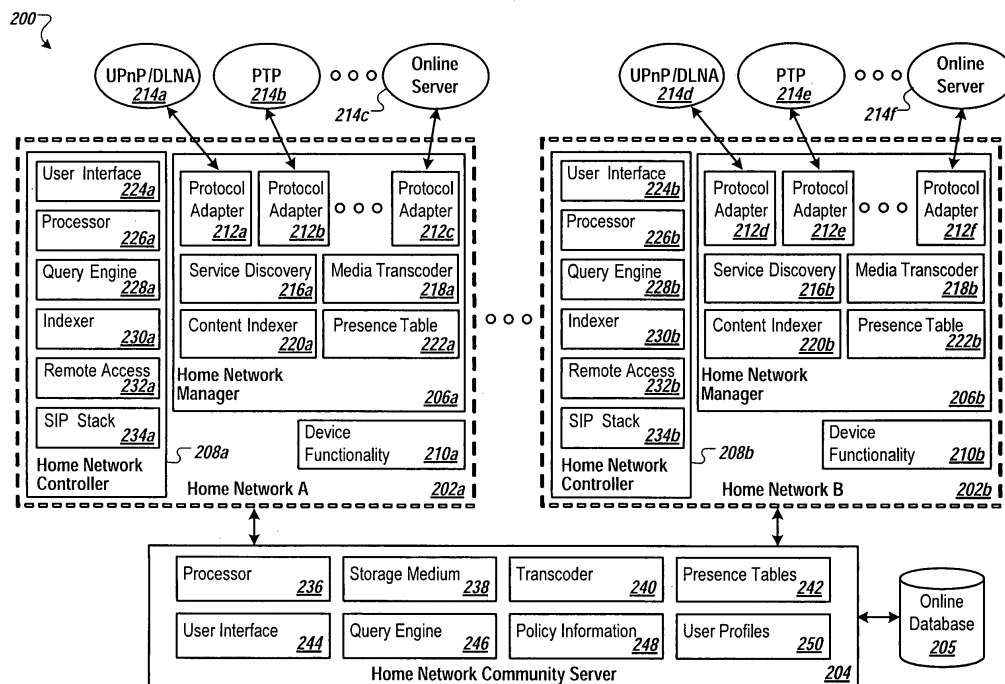 200
UPnP/DLNA
214a
PTP
214b
Online
Server
214c
UPnP/DLNA
214d
PTP
214e
Online
Server
214f
User Interface
224a
Processor
226a
Query Engine
228a
Indexer
230a
Remote Access
232a
SIP Stack
234a
Home Network
Controller
208a
Protocol
Adapter
212a
Protocol
Adapter
212b
Protocol
Adapter
212c
Service Discovery
216a
Media Transcoder
218a
Content Indexer
220a
Presence Table
222a
Home Network
Manager
206a
Device
Functionality
210a
Home Network A
202a
User Interface
224b
Processor
226b
Query Engine
228b
Indexer
230b
Remote Access
232b
SIP Stack
234b
Home Network
Controller
208b
Protocol
Adapter
212d
Protocol
Adapter
212e
Protocol
Adapter
212f
Service Discovery
216b
Media Transcoder
218b
Content Indexer
220b
Presence Table
222b
Home Network
Manager
206b
Device
Functionality
210b
Home Network B
202b
Processor
236
Storage Medium
238
Transcoder
240
Presence Tables
242
User Interface
244
Query Engine
246
Policy Information
248
User Profiles
250
Home Network Community Server
204
Online
Database
205